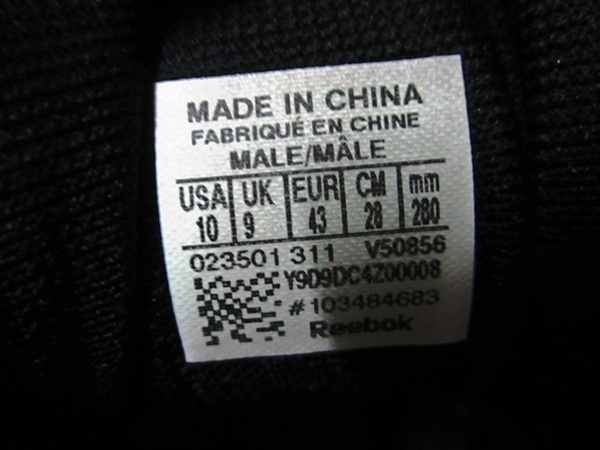 MADE IN CHINA
FABRIQUÉ EN CHINE
MALE/MÂLE
USA UK EUR CM mm
10 9 43 28 280
023501 311 V50856
Y9D9DC4Z00008
#103484683
Reebok